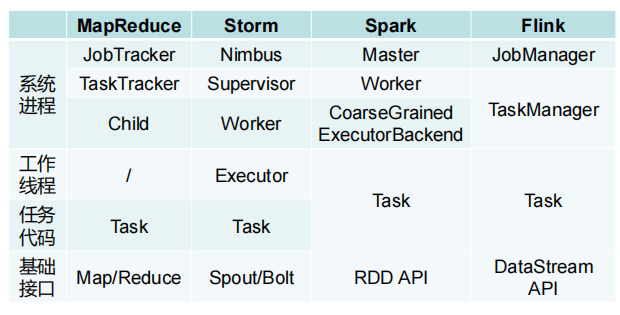 MapReduce Storm Spark Flink
系统
进程
JobTracker Nimbus Master JobManager
TaskTracker Supervisor Worker
TaskManager
Child Worker CoarseGrained
ExecutorBackend
工作
线程
/ Executor
Task Task
任务
代码
Task Task
基础
接口
Map/Reduce Spout/Bolt RDD API DataStream
API